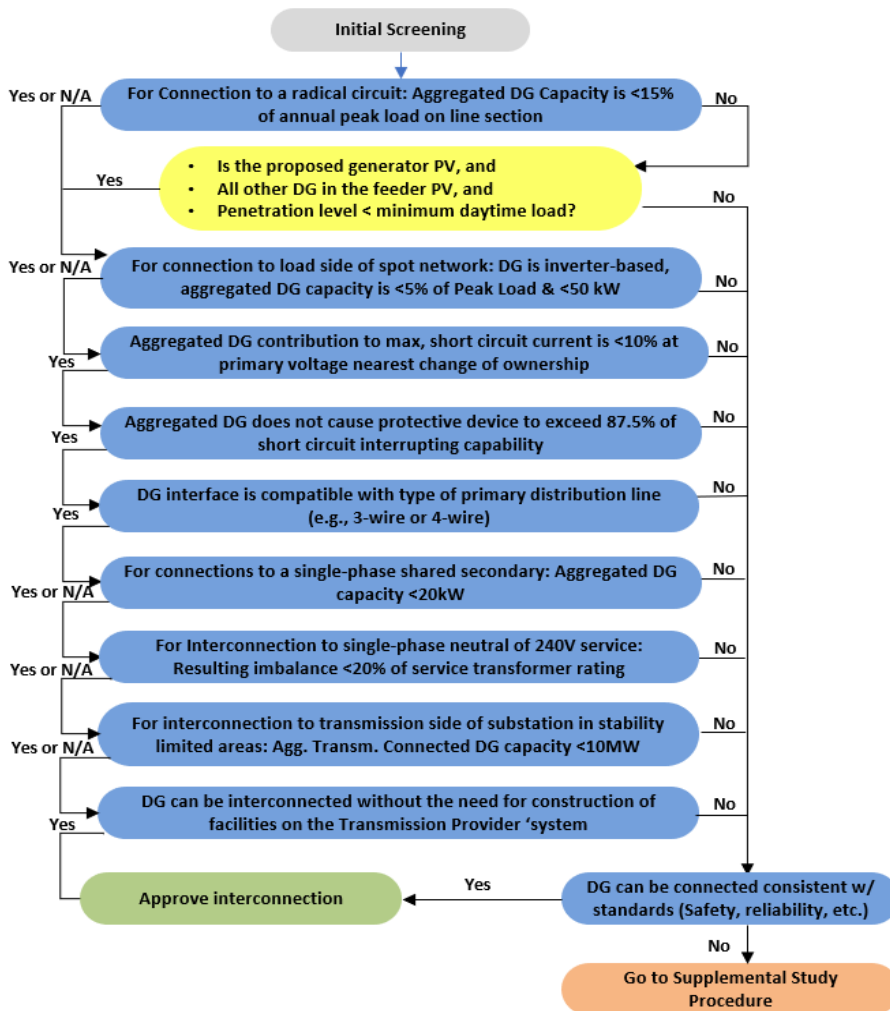 Initial Screening
Yes or N/A
For Connection to a radical circuit: Aggregated DG Capacity is <15%
of annual peak load on line section
No
Yes
• Is the proposed generator PV, and
• All other DG in the feeder PV, and
• Penetration level < minimum daytime load?
No
Yes or N/A
For connection to load side of spot network: DG is inverter-based,
aggregated DG capacity is <5% of Peak Load & <50 kW
No
Yes
Aggregated DG contribution to max, short circuit current is <10% at
primary voltage nearest change of ownership
No
Yes
Aggregated DG does not cause protective device to exceed 87.5% of
short circuit interrupting capability
No
Yes
DG interface is compatible with type of primary distribution line
(e.g., 3-wire or 4-wire)
No
Yes or N/A
For connections to a single-phase shared secondary: Aggregated DG
capacity <20kW
No
Yes or N/A
For Interconnection to single-phase neutral of 240V service:
Resulting imbalance <20% of service transformer rating
No
Yes or N/A
For interconnection to transmission side of substation in stability
limited areas: Agg. Transm. Connected DG capacity <10MW
No
Yes
DG can be interconnected without the need for construction of
facilities on the Transmission Provider ‘system
No
Approve interconnection
Yes
DG can be connected consistent w/
standards (Safety, reliability, etc.)
No
Go to Supplemental Study
Procedure